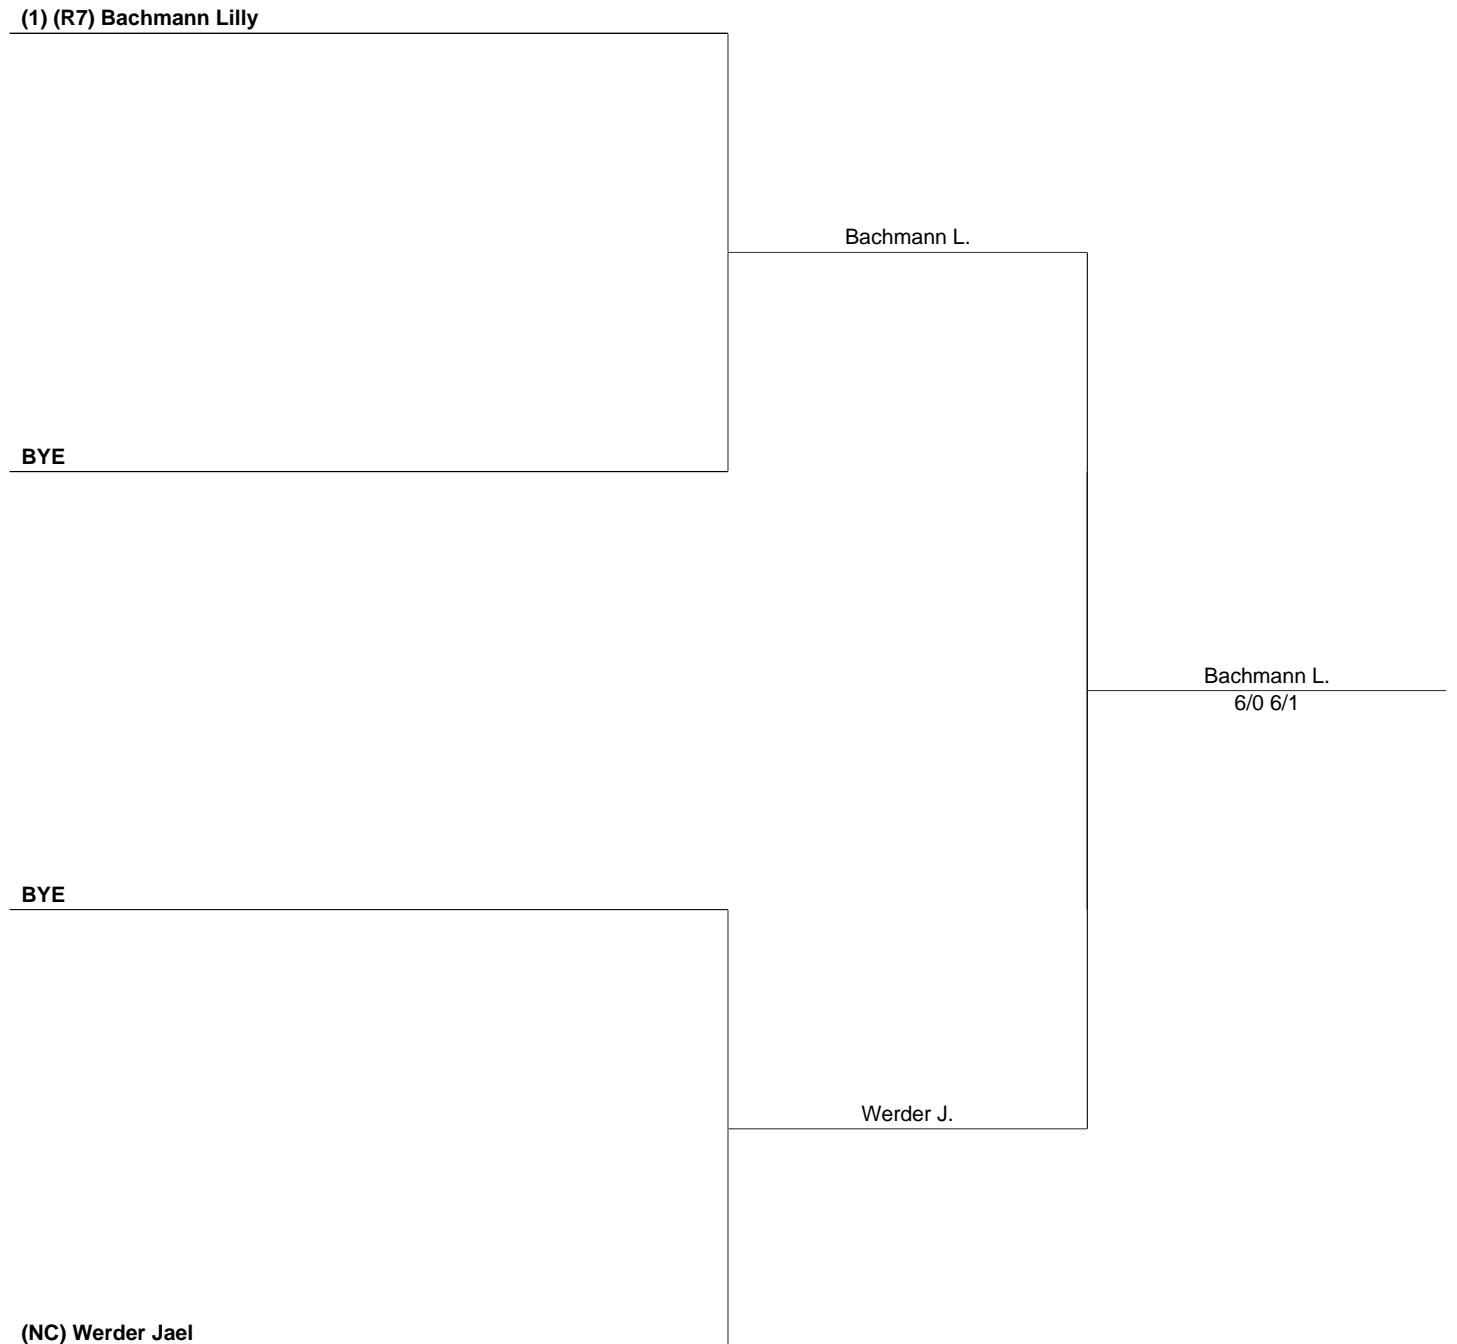 (1) (R7) Bachmann Lilly
Bachmann L.
BYE
Bachmann L.
6/0 6/1
BYE
Werder J.
(NC) Werder Jael